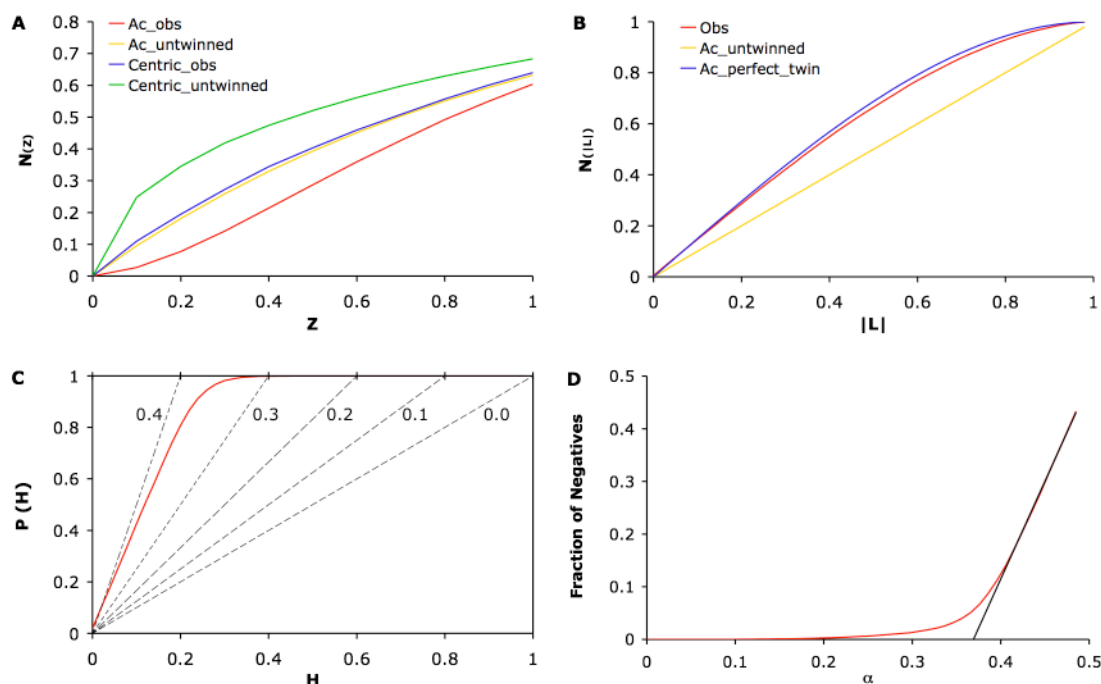 A
Ac_obs
Ac_untwinned
Centric_obs
Centric_untwinned
0.8
0.7
0.6
0.5
0.4
0.3
0.2
0.1
0
N(z)
0 0.2 0.4 0.6 0.8 1
Z
B
Obs
Ac_untwinned
Ac_perfect_twin
1
0.8
0.6
0.4
0.2
0
N(|L|)
0 0.2 0.4 0.6 0.8 1
|L|
C
1
0.8
0.6
0.4
0.2
0
P (H)
0.4 0.3 0.2 0.1 0.0
0 0.2 0.4 0.6 0.8 1
H
D
0.5
0.4
0.3
0.2
0.1
0
Fraction of Negatives
0 0.1 0.2 0.3 0.4 0.5
α